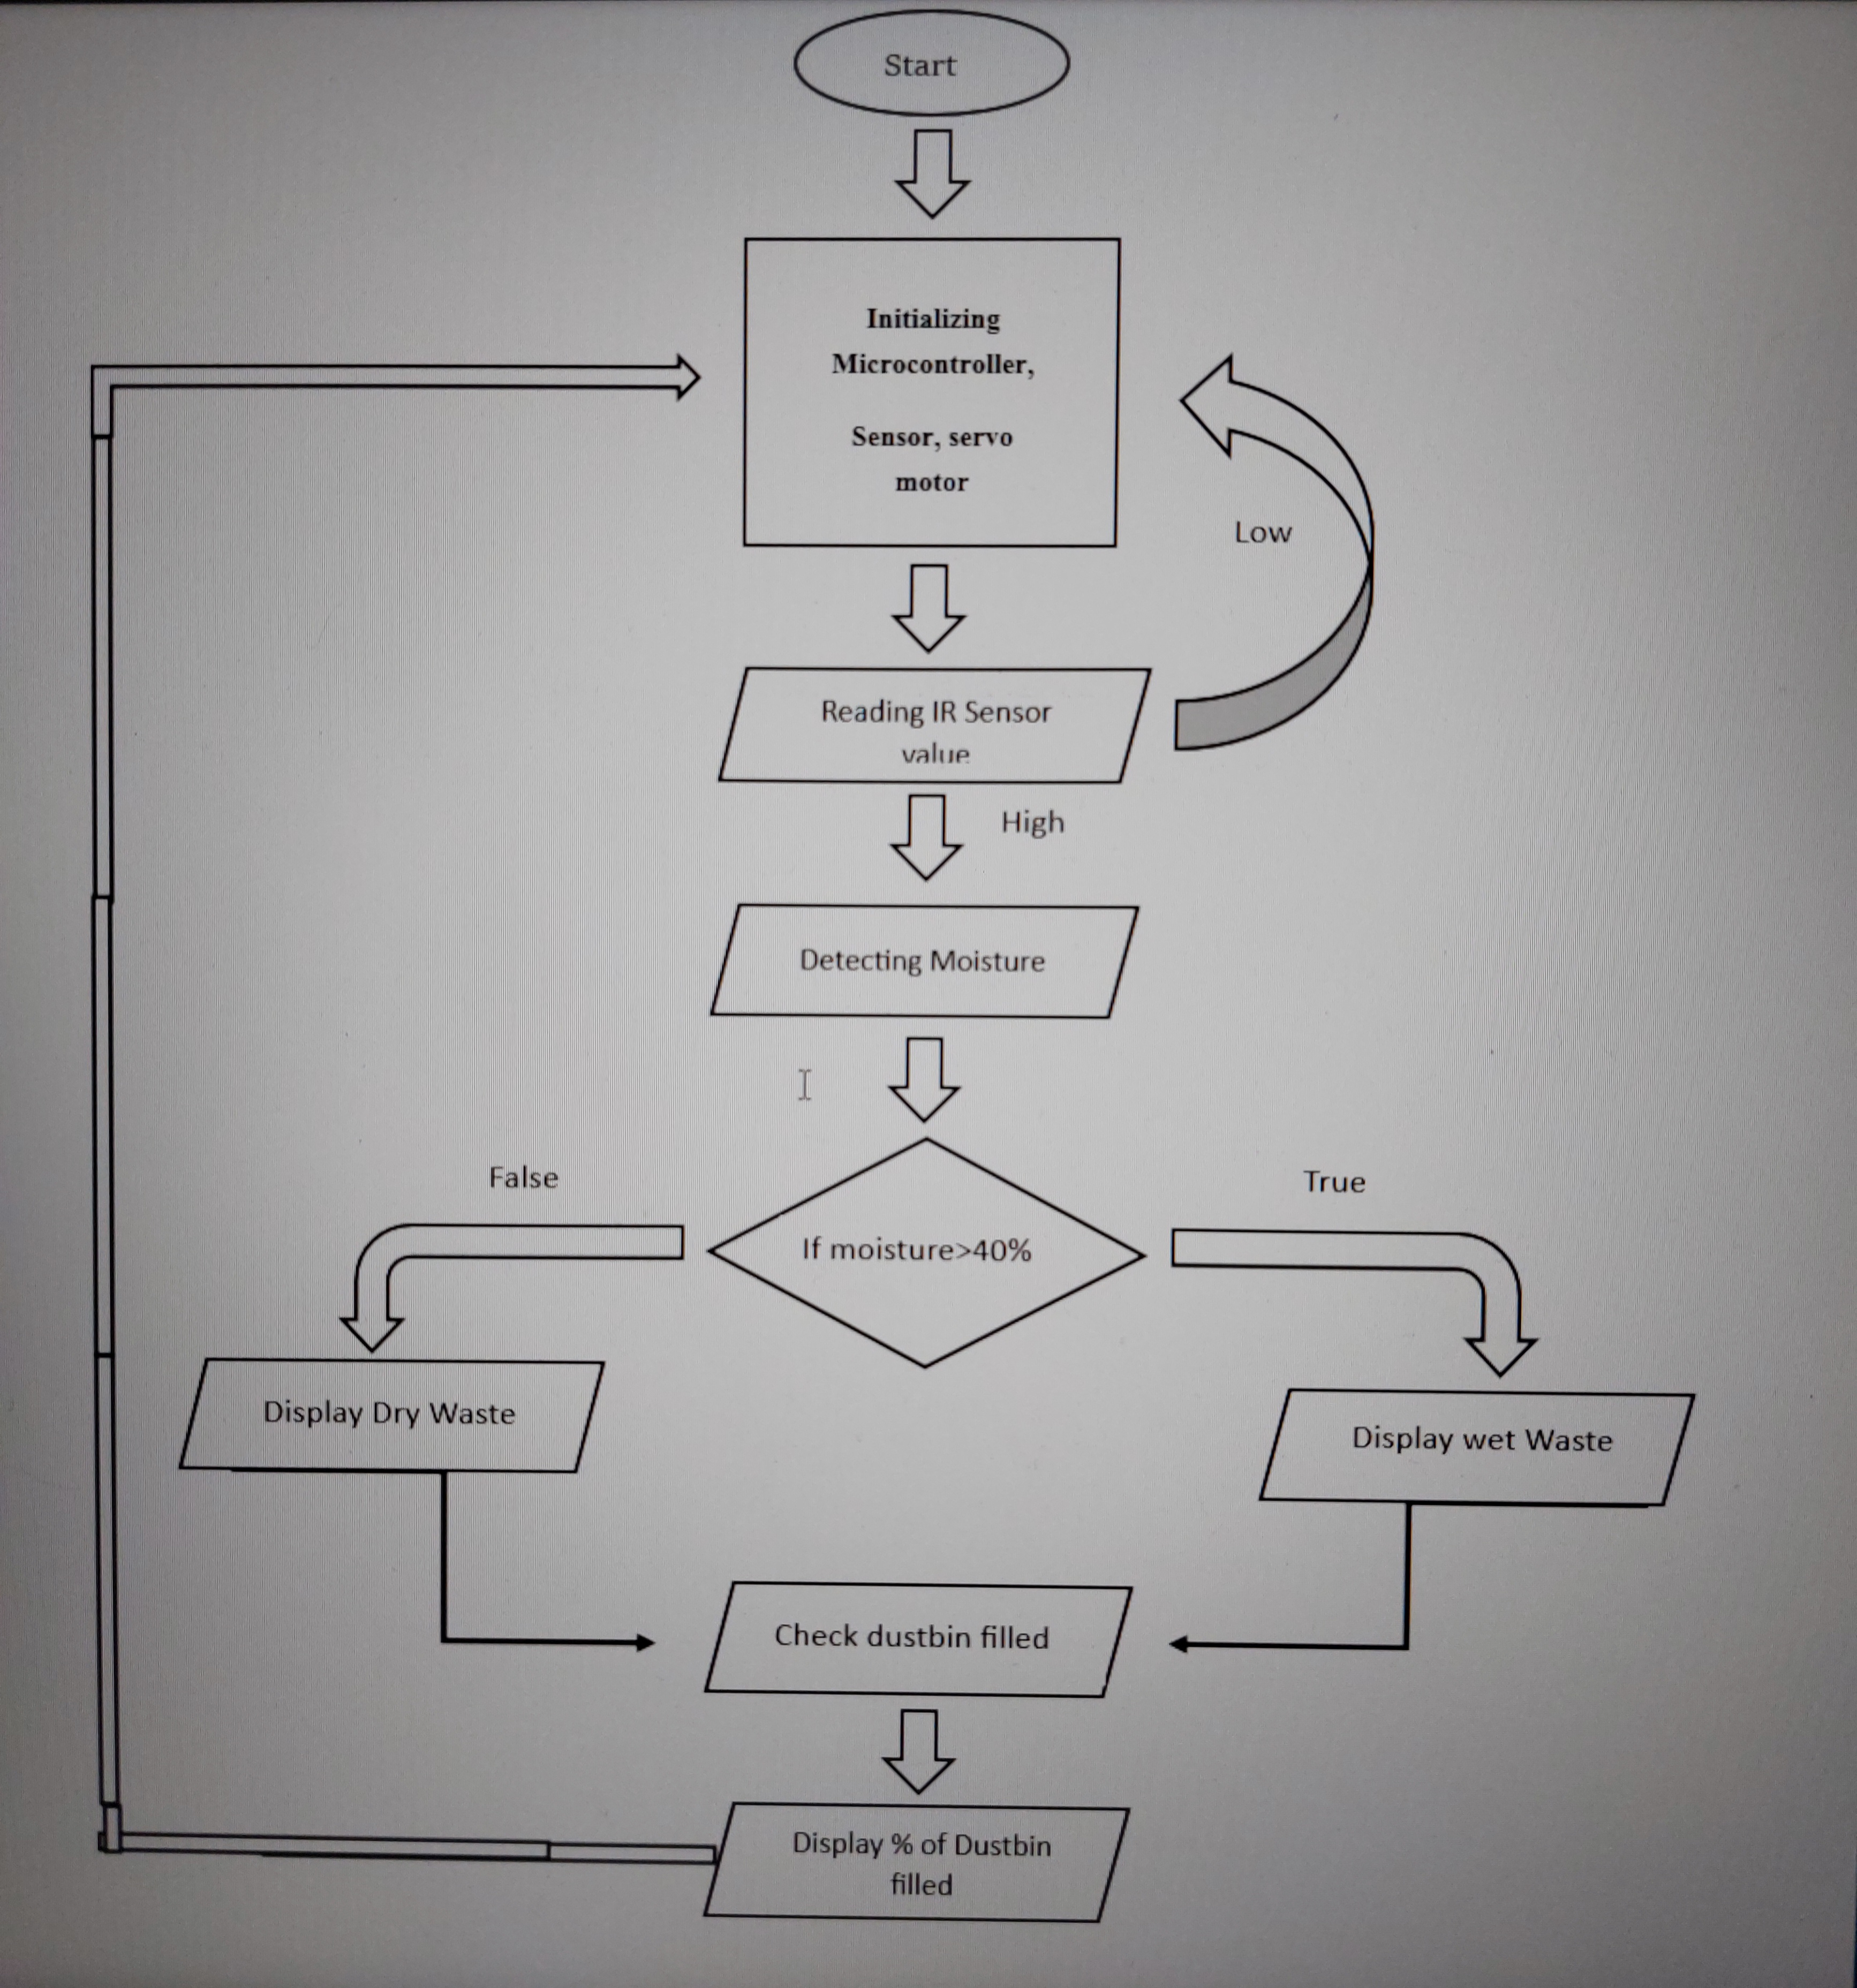 Start
Initializing
Microcontroller,
Sensor, servo
motor
Low
Reading IR Sensor
value
High
Detecting Moisture
False
True
If moisture>40%
Display Dry Waste
Display wet Waste
Check dustbin filled
Display % of Dustbin
filled